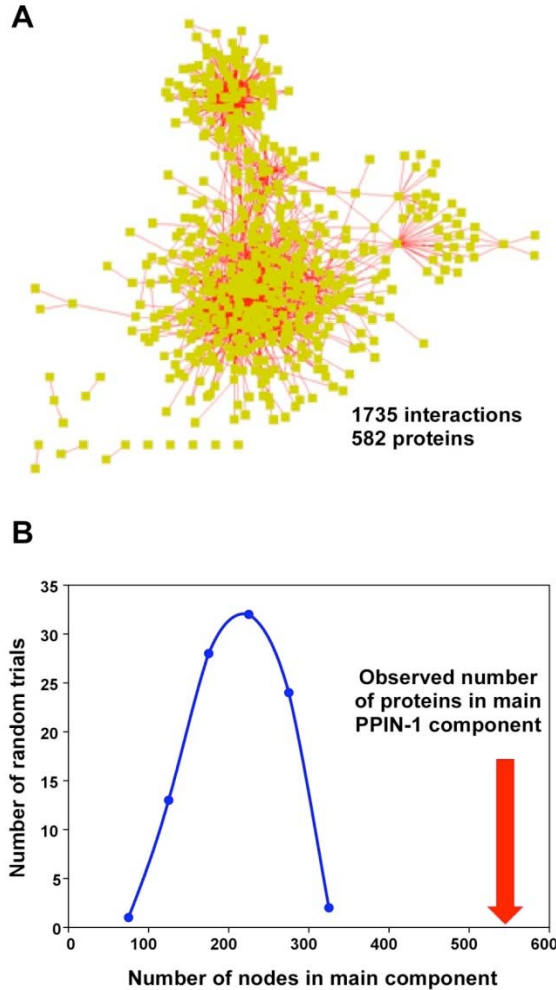 A
1735 interactions
582 proteins
B
35
30
25
20
15
10
5
0
Number of random trials
Observed number
of proteins in main
PPIN-1 component
0 100 200 300 400 500 600
Number of nodes in main component